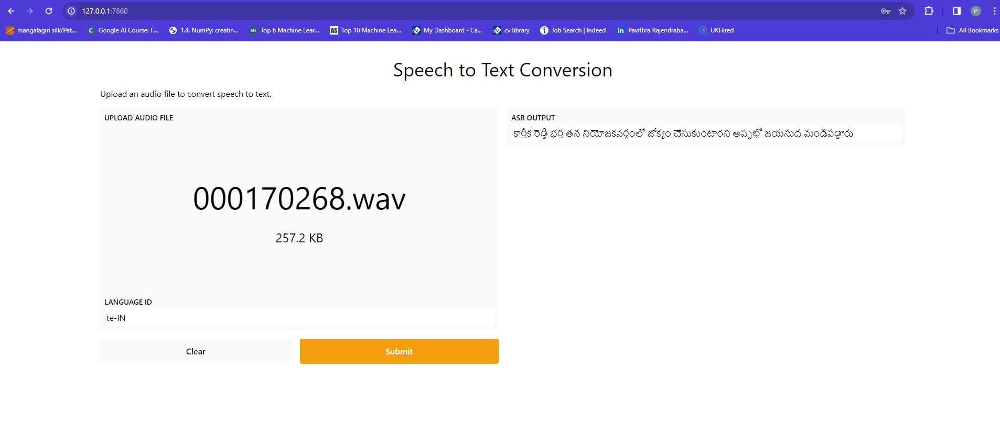 127.0.0.1:7860
P
mangalagiri silk/Pat...
C
Google AI Course: F...
1.4. NumPy: creatin...
tds
Top 6 Machine Lear...
AS
Top 10 Machine Lea...
My Dashboard - Ca...
cv library
Job Search | Indeed
in
Pavithra Rajendraba...
UKHired
All Bookmarks
Speech to Text Conversion
Upload an audio file to convert speech to text.
UPLOAD AUDIO FILE
000170268.wav
257.2 KB
LANGUAGE ID
te-IN
Clear
Submit
ASR OUTPUT
కార్తీక రెడ్డి భర్త తన నియోజకవర్గంలో జోక్యం చేసుకుంటారని అప్పట్లో జయసుధ మండిపడ్డారు